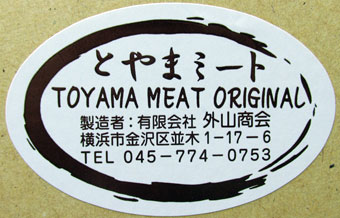 とやまミート
TOYAMA MEAT ORIGINAL
製造者：有限会社 外山商会
横浜市金沢区並木1-17-6
TEL 045-774-0753